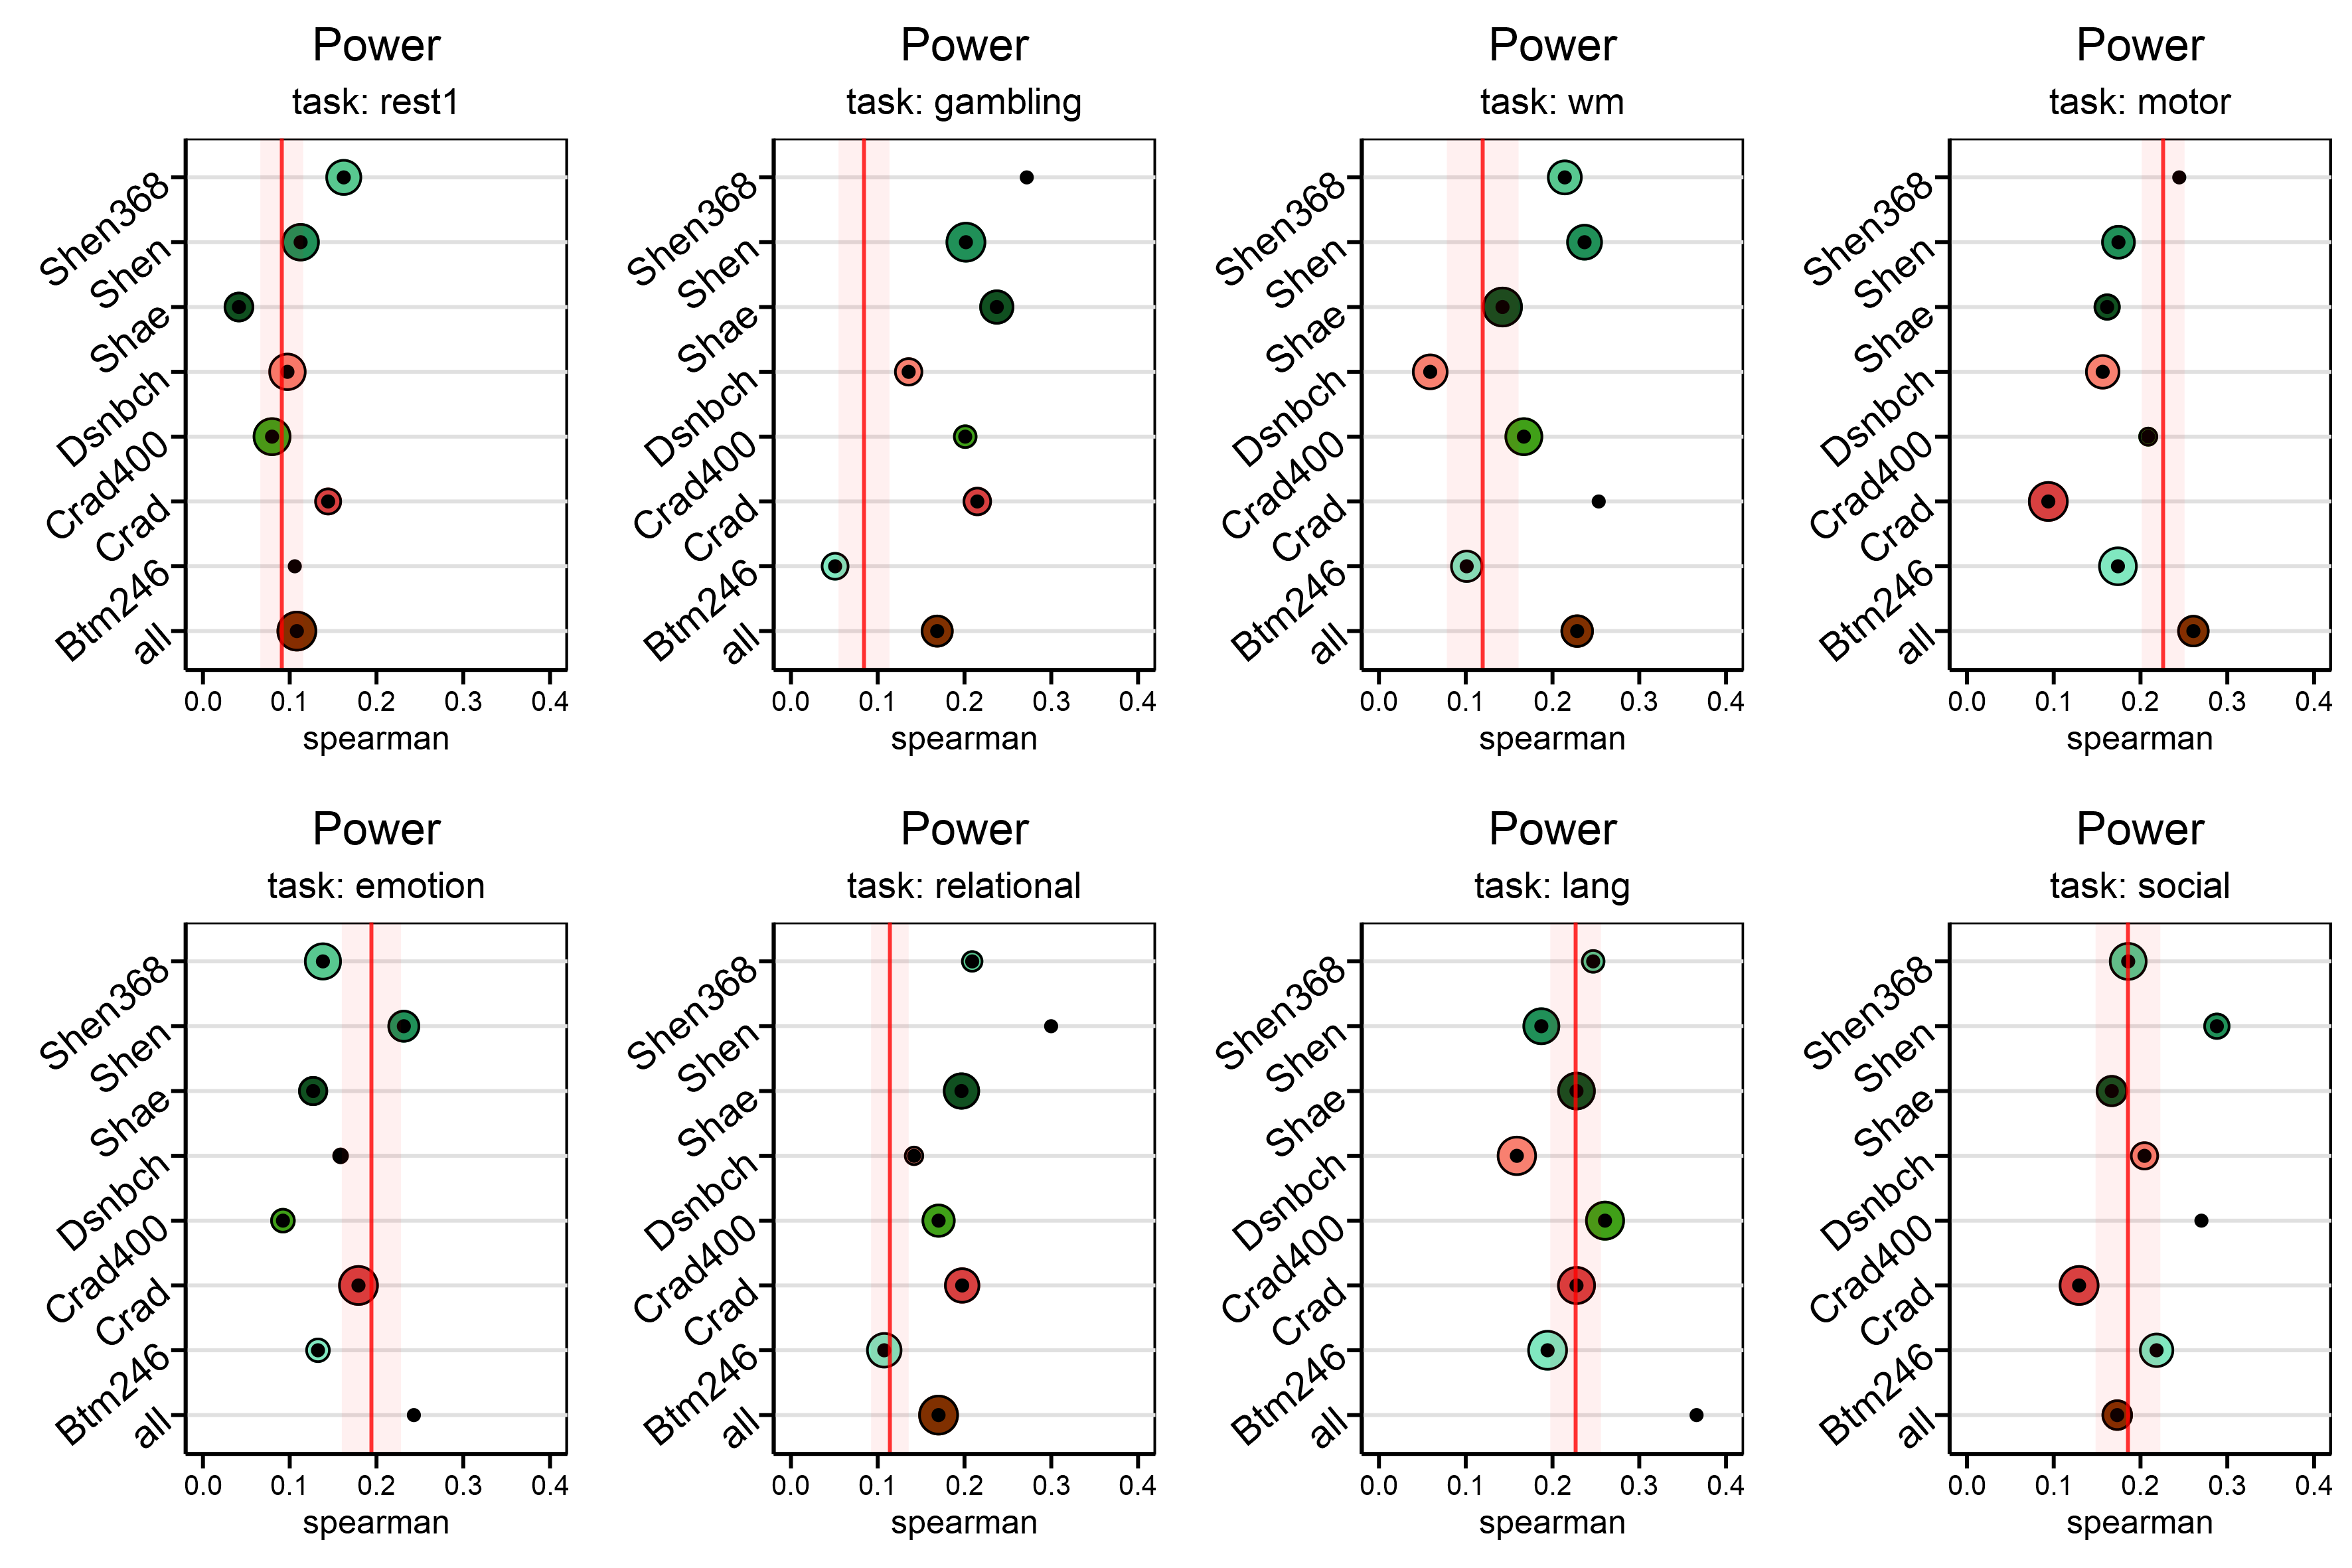 Power
task: rest1
Shen368
Shen
Shae
Dsnbch
Crad400
Crad
Btm246
all
0.0 0.1 0.2 0.3 0.4
spearman
Power
task: gambling
Shen368
Shen
Shae
Dsnbch
Crad400
Crad
Btm246
all
0.0 0.1 0.2 0.3 0.4
spearman
Power
task: wm
Shen368
Shen
Shae
Dsnbch
Crad400
Crad
Btm246
all
0.0 0.1 0.2 0.3 0.4
spearman
Power
task: motor
Shen368
Shen
Shae
Dsnbch
Crad400
Crad
Btm246
all
0.0 0.1 0.2 0.3 0.4
spearman
Power
task: emotion
Shen368
Shen
Shae
Dsnbch
Crad400
Crad
Btm246
all
0.0 0.1 0.2 0.3 0.4
spearman
Power
task: relational
Shen368
Shen
Shae
Dsnbch
Crad400
Crad
Btm246
all
0.0 0.1 0.2 0.3 0.4
spearman
Power
task: lang
Shen368
Shen
Shae
Dsnbch
Crad400
Crad
Btm246
all
0.0 0.1 0.2 0.3 0.4
spearman
Power
task: social
Shen368
Shen
Shae
Dsnbch
Crad400
Crad
Btm246
all
0.0 0.1 0.2 0.3 0.4
spearman